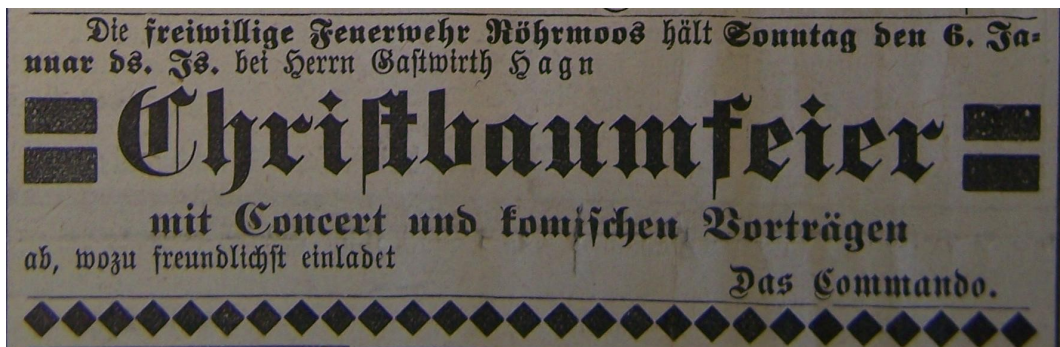 Die freiwillige Feuerwehr Röhrmoos hält Sonntag den 6. Ja-
nuar ds. Js. bei Herrn Gastwirth Hagn
Christbaumfeier
mit Concert und komischen Vorträgen
ab, wozu freundlichst einladet
Das Commando.